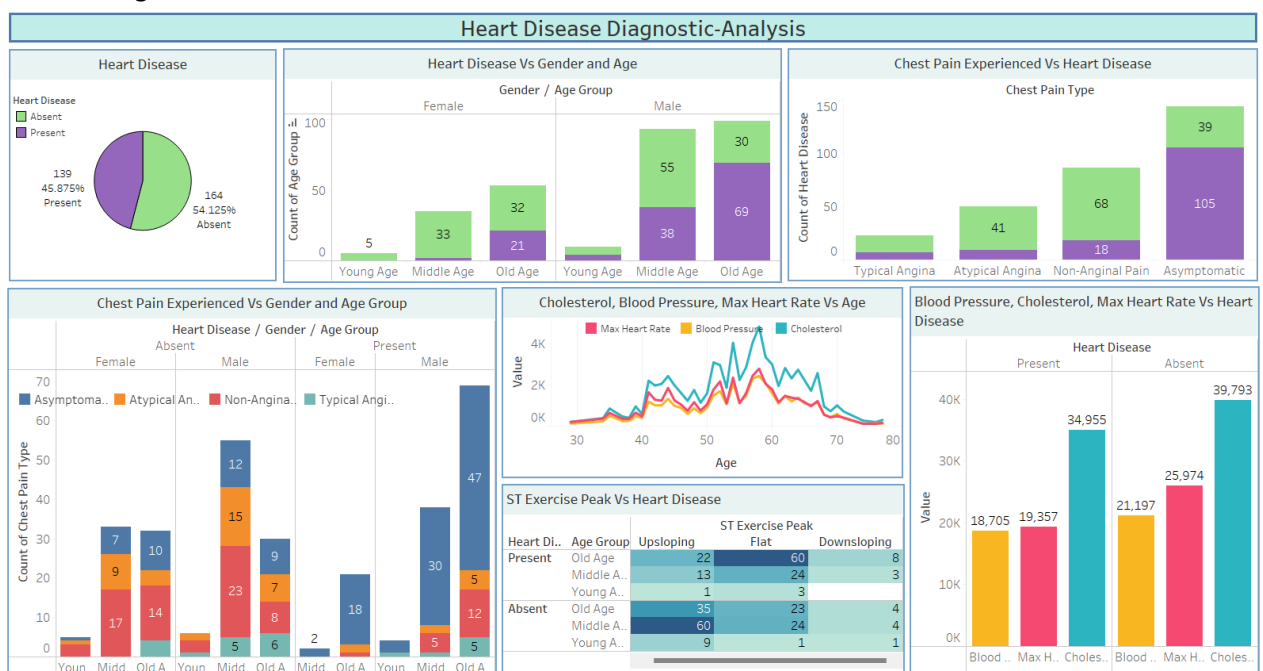 Heart Disease Diagnostic-Analysis
Heart Disease
Heart Disease
Absent
Present
139
45.875%
Present
164
54.125%
Absent
Heart Disease Vs Gender and Age
Gender / Age Group
Female
Male
Count of Age Group
100
50
0
5
33
32
21
55
38
30
69
Young Age
Middle Age
Old Age
Young Age
Middle Age
Old Age
Chest Pain Experienced Vs Heart Disease
Chest Pain Type
Count of Heart Disease
150
100
50
0
41
68
18
39
105
Typical Angina
Atypical Angina
Non-Anginal Pain
Asymptomatic
Chest Pain Experienced Vs Gender and Age Group
Heart Disease / Gender / Age Group
Absent
Present
Female
Male
Female
Male
Count of Chest Pain Type
70
60
50
40
30
20
10
0
Asymptoma..
Atypical An..
Non-Angina..
Typical Angi..
7
9
17
10
14
12
15
23
5
9
7
8
6
2
18
30
5
47
5
12
5
Youn..
Midd..
Old A..
Youn..
Midd..
Old A..
Midd..
Old A..
Youn..
Midd..
Old A..
Cholesterol, Blood Pressure, Max Heart Rate Vs Age
Max Heart Rate
Blood Pressure
Cholesterol
Value
4K
2K
0K
30
40
50
60
70
80
Age
ST Exercise Peak Vs Heart Disease
ST Exercise Peak
Heart Di.. Age Group Upsloping Flat Downsloping
Present Old Age 22 60 8
Middle A.. 13 24 3
Young A.. 1 3
Absent Old Age 35 23 4
Middle A.. 60 24 4
Young A.. 9 1 1
Blood Pressure, Cholesterol, Max Heart Rate Vs Heart
Disease
Heart Disease
Present
Absent
Value
40K
30K
20K
10K
0K
18,705
19,357
34,955
21,197
25,974
39,793
Blood ..
Max H..
Choles..
Blood ..
Max H..
Choles..